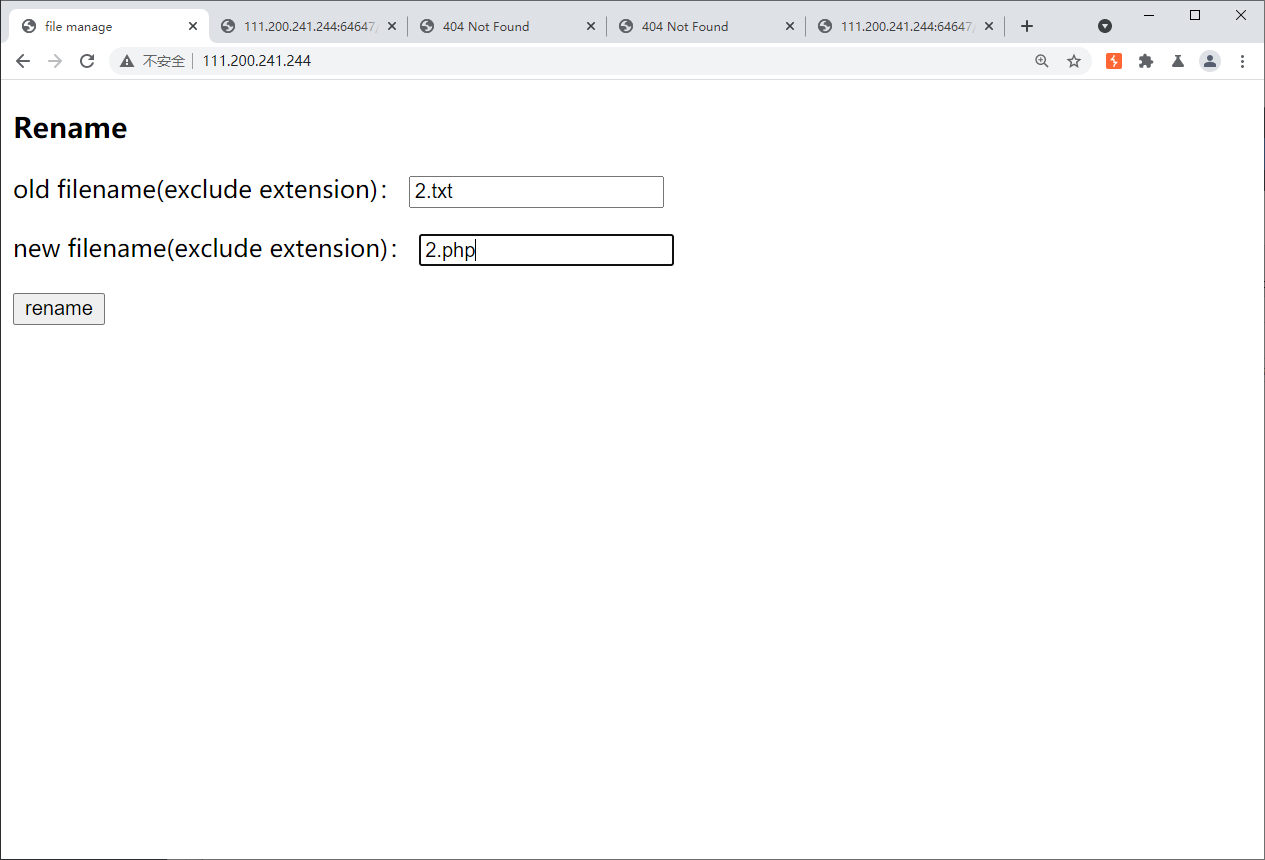 file manage
111.200.241.244:64647/
404 Not Found
404 Not Found
111.200.241.244:64647/
不安全
111.200.241.244
Rename
old filename(exclude extension)：
2.txt
new filename(exclude extension)：
2.php
rename